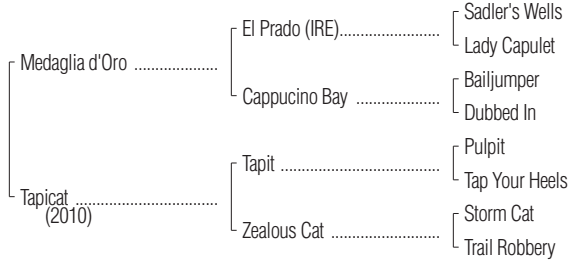 Sadler's Wells
El Prado (IRE)....................
Lady Capulet
Medaglia d'Oro .................
Bailjumper
Cappucino Bay .................
Dubbed In
Pulpit
Tapit ................................
Tap Your Heels
Tapicat .............................
(2010)
Storm Cat
Zealous Cat ......................
Trail Robbery